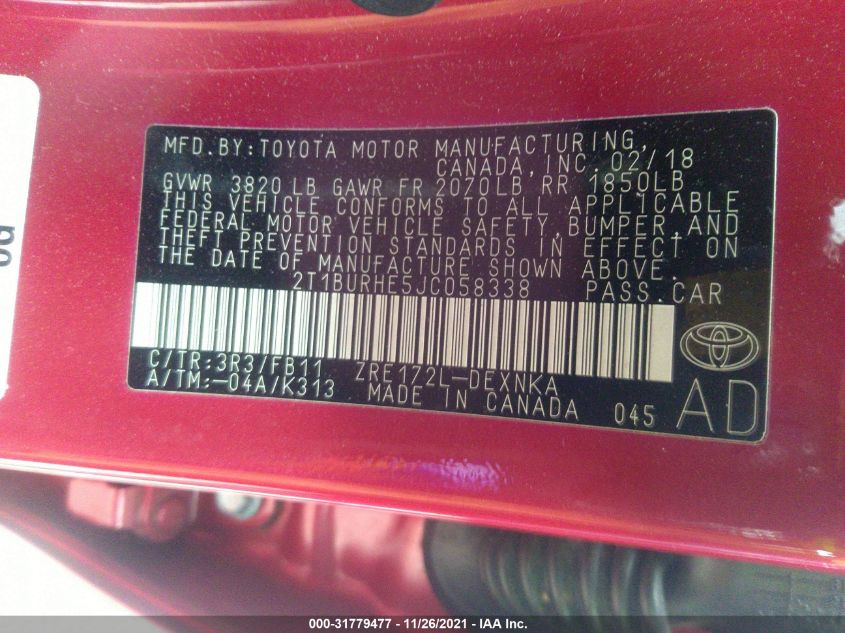 MFD.BY:TOYOTA MOTOR MANUFACTURING,
CANADA,INC. 02/18
GVWR 3820 LB GAWR FR 2070LB RR 1850LB
THIS VEHICLE CONFORMS TO ALL APPLICABLE
FEDERAL MOTOR VEHICLE SAFETY,BUMPER,AND
THEFT PREVENTION STANDARDS IN EFFECT ON
THE DATE OF MANUFACTURE SHOWN ABOVE.
2T1BURHE5JC058338 PASS.CAR
C/TR:3R3/FB11 ZRE172L-DEXNKA
A/TM:-04A/K313 MADE IN CANADA 045 AD
000-31779477 - 11/26/2021 - IAA Inc.